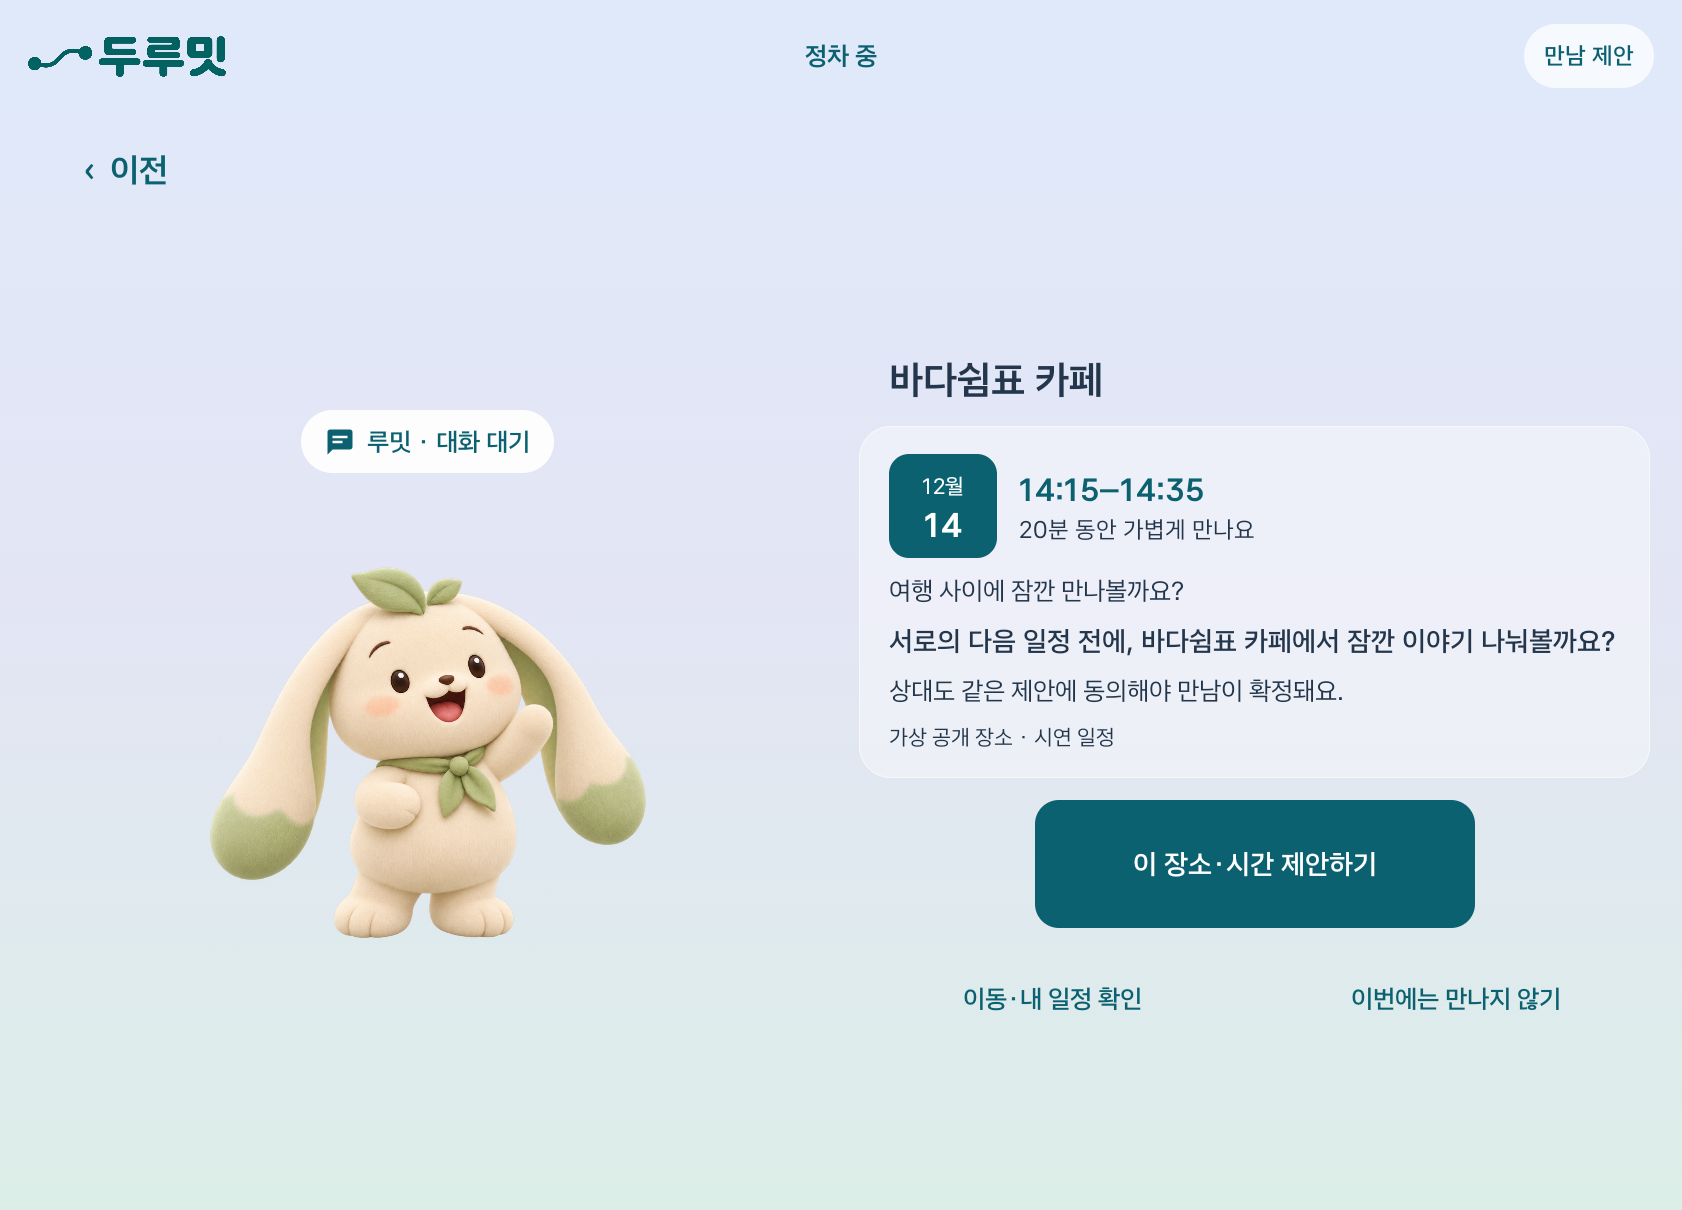 두루밋
정차 중
만남 제안
‹ 이전
루밋 · 대화 대기
바다쉼표 카페
12월
14
14:15–14:35
20분 동안 가볍게 만나요
여행 사이에 잠깐 만나볼까요?
서로의 다음 일정 전에, 바다쉼표 카페에서 잠깐 이야기 나눠볼까요?
상대도 같은 제안에 동의해야 만남이 확정돼요.
가상 공개 장소 · 시연 일정
이 장소·시간 제안하기
이동·내 일정 확인
이번에는 만나지 않기